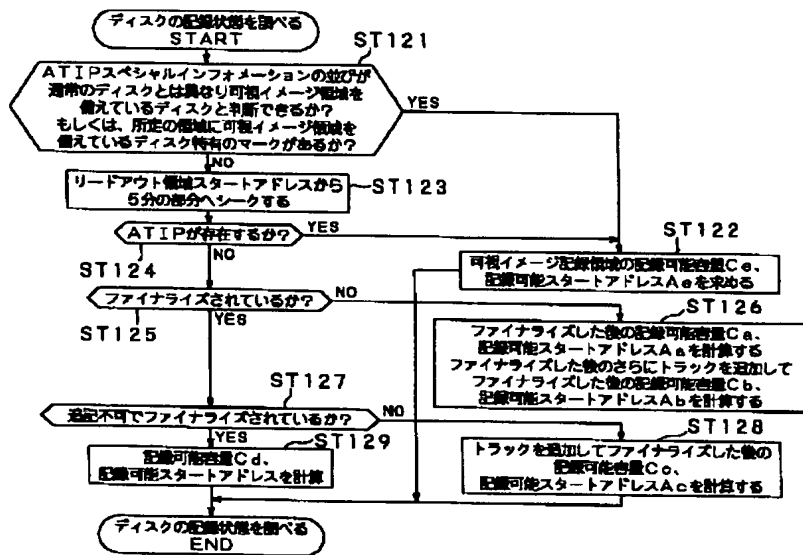 ディスクの記録状態を調べる
START
ST121
ATIPスペシャルインフォメーションの並びが
通常のディスクとは異なり可視イメージ領域を
備えているディスクと判断できるか?
もしくは、所定の領域に可視イメージ領域を
備えているディスク特有のマークがあるか?
YES
NO
リードアウト領域スタートアドレスから
5分の部分へシークする
ST123
ATIPが存在するか?
YES
ST124
NO
ST122
可視イメージ記録領域の記録可能容量Ce、
記録可能スタートアドレスAeを求める
ファイナライズされているか?
NO
ST125
YES
ST126
ファイナライズした後の記録可能容量Ca、
記録可能スタートアドレスAaを計算する
ファイナライズした後のさらにトラックを追加して
ファイナライズした後の記録可能容量Cb、
記録可能スタートアドレスAbを計算する
ST127
追記不可でファイナライズされているか?
NO
YES
ST129
記録可能容量Cd、
記録可能スタートアドレスを計算
ST128
トラックを追加してファイナライズした後の
記録可能容量Cc、
記録可能スタートアドレスAcを計算する
ディスクの記録状態を調べる
END